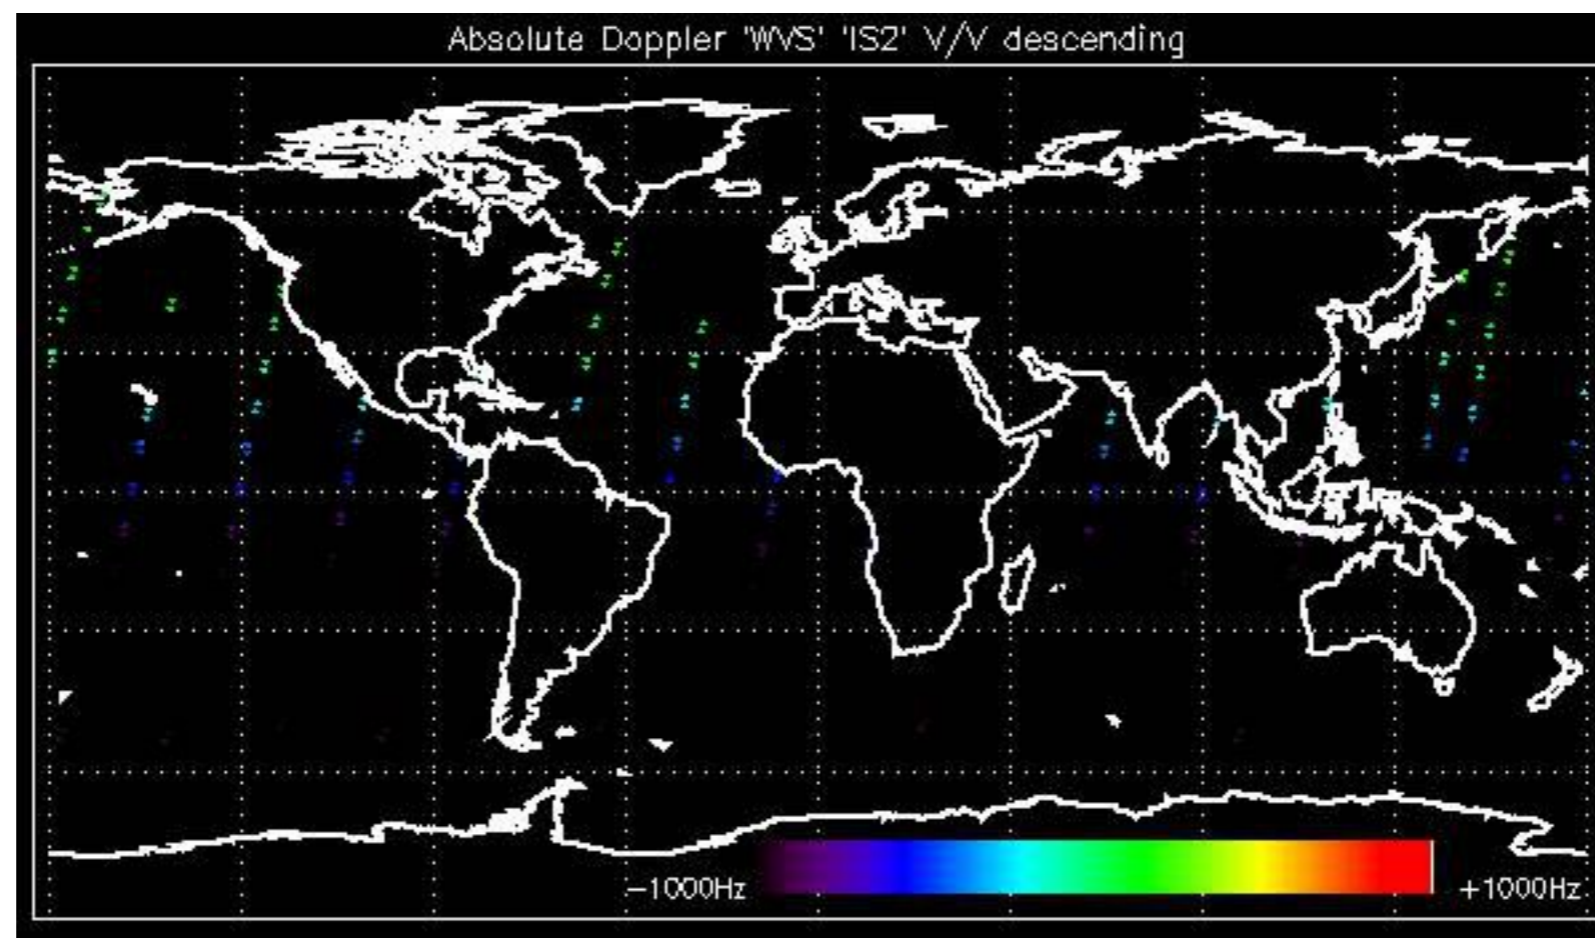 Absolute Doppler 'WVS' 'IS2' V/V descending
−1000Hz
+1000Hz